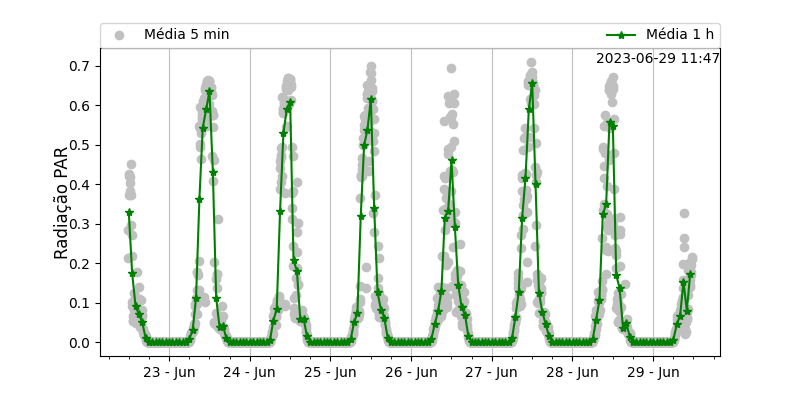 Média 5 min
Média 1 h
2023-06-29 11:47
Radiação PAR
0.7
0.6
0.5
0.4
0.3
0.2
0.1
0.0
23 - Jun
24 - Jun
25 - Jun
26 - Jun
27 - Jun
28 - Jun
29 - Jun